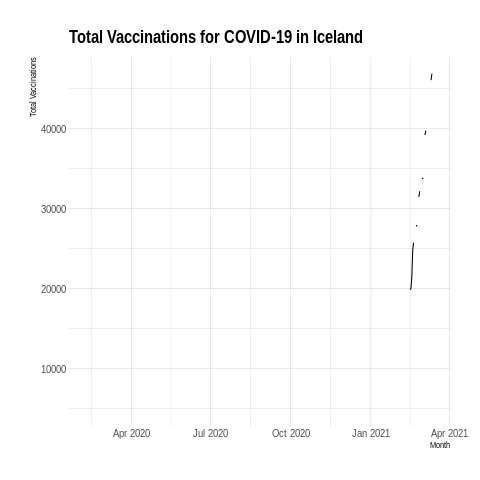 Total Vaccinations for COVID-19 in Iceland
Total Vaccinations
40000
30000
20000
10000
Apr 2020
Jul 2020
Oct 2020
Jan 2021
Apr 2021
Month